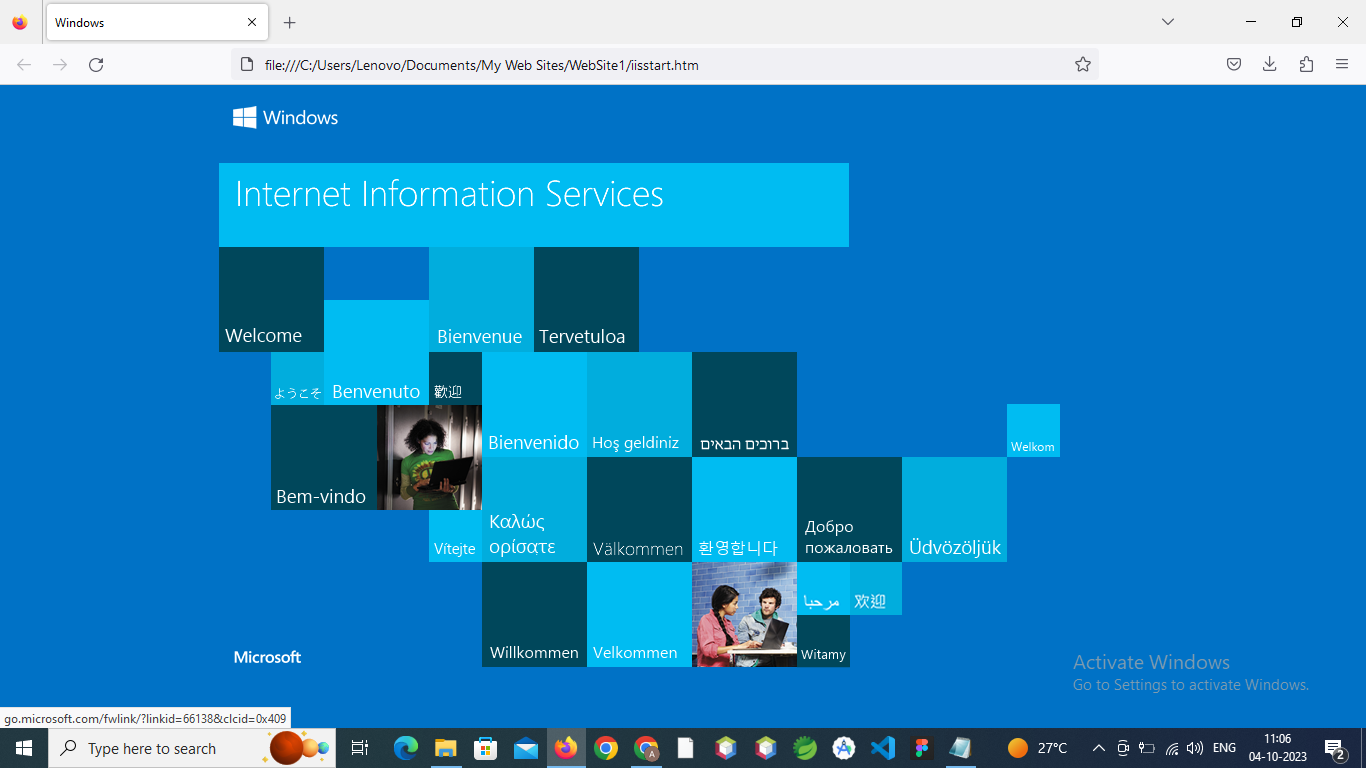 Windows
file:///C:/Users/Lenovo/Documents/My Web Sites/WebSite1/iisstart.htm
Windows
Internet Information Services
Welcome
Bienvenue
Tervetuloa
ようこそ
Benvenuto
歡迎
Bienvenido
Hoş geldiniz
ברוכים הבאים
Welkom
Bem-vindo
Vítejte
Καλώς
ορίσατε
Välkommen
환영합니다
Добро
пожаловать
Üdvözöljük
مرحبا
欢迎
Willkommen
Velkommen
Witamy
Microsoft
Activate Windows
Go to Settings to activate Windows.
go.microsoft.com/fwlink/?linkid=66138&clcid=0x409
Type here to search
A
27°C
ENG
11:06
04-10-2023
2